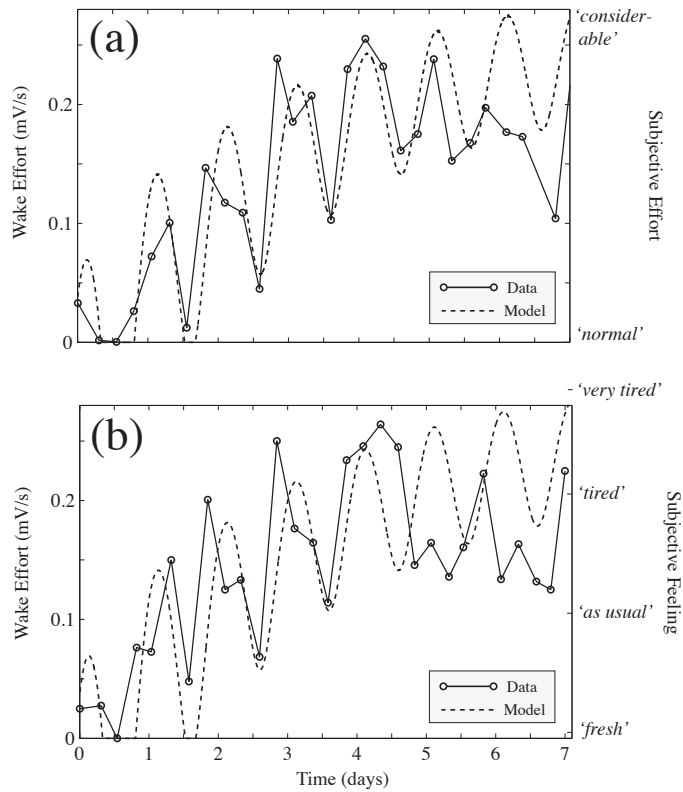 (a)
‘consider-
able’
0.2
0.1
0
Wake Effort (mV/s)
Subjective Effort
Data
Model
‘normal’
(b)
‘very tired’
0.2
0.1
0
Wake Effort (mV/s)
‘tired’
‘as usual’
‘fresh’
Subjective Feeling
Data
Model
0 1 2 3 4 5 6 7
Time (days)